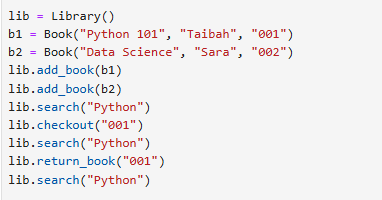 lib = Library()
b1 = Book("Python 101", "Taibah", "001")
b2 = Book("Data Science", "Sara", "002")
lib.add_book(b1)
lib.add_book(b2)
lib.search("Python")
lib.checkout("001")
lib.search("Python")
lib.return_book("001")
lib.search("Python")